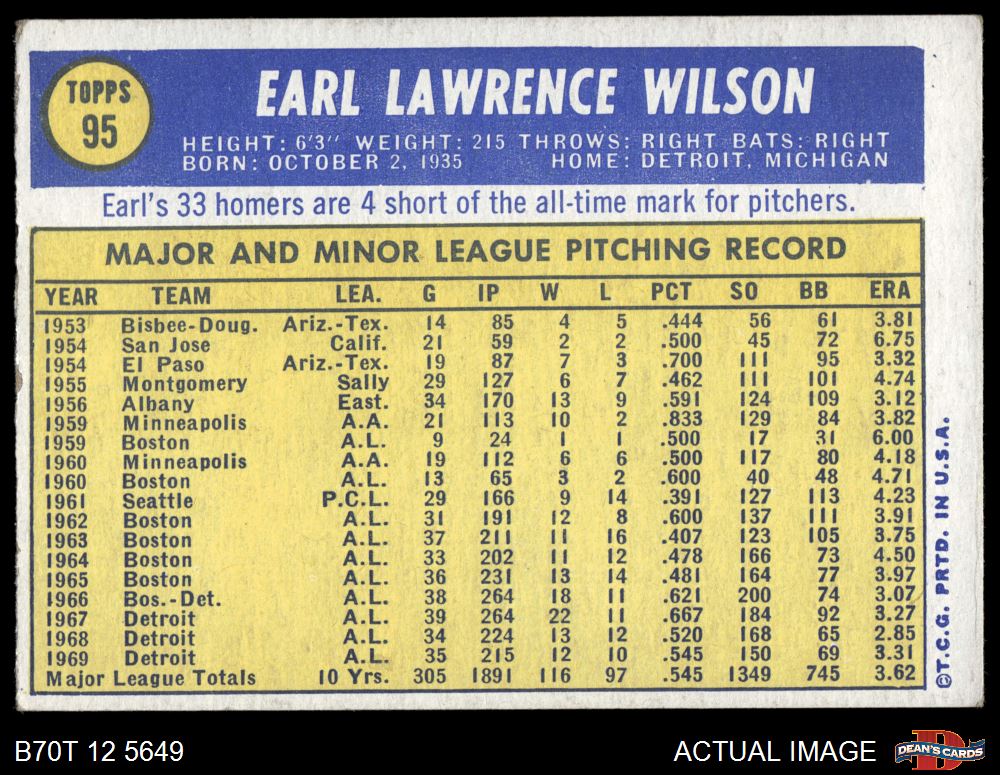 TOPPS
95
EARL LAWRENCE WILSON
HEIGHT: 6'3" WEIGHT: 215 THROWS: RIGHT BATS: RIGHT
BORN: OCTOBER 2, 1935 HOME: DETROIT, MICHIGAN
Earl's 33 homers are 4 short of the all-time mark for pitchers.
MAJOR AND MINOR LEAGUE PITCHING RECORD
YEAR TEAM LEA. G IP W L PCT SO BB ERA
1953 Bisbee-Doug. Ariz.-Tex. 14 85 4 5 .444 56 61 3.81
1954 San Jose Calif. 21 59 2 2 .500 45 72 6.75
1954 El Paso Ariz.-Tex. 19 87 7 3 .700 111 95 3.32
1955 Montgomery Sally 29 127 6 7 .462 111 101 4.74
1956 Albany East. 34 170 13 9 .591 124 109 3.12
1959 Minneapolis A.A. 21 113 10 2 .833 129 84 3.82
1959 Boston A.L. 9 24 1 1 .500 17 31 6.00
1960 Minneapolis A.A. 19 112 6 6 .500 117 80 4.18
1960 Boston A.L. 13 65 3 2 .600 40 48 4.71
1961 Seattle P.C.L. 29 166 9 14 .391 127 113 4.23
1962 Boston A.L. 31 191 12 8 .600 137 111 3.91
1963 Boston A.L. 37 211 11 16 .407 123 105 3.75
1964 Boston A.L. 33 202 11 12 .478 166 73 4.50
1965 Boston A.L. 36 231 13 14 .481 164 77 3.97
1966 Bos.-Det. A.L. 38 264 18 11 .621 200 74 3.07
1967 Detroit A.L. 39 264 22 11 .667 184 92 3.27
1968 Detroit A.L. 34 224 13 12 .520 168 65 2.85
1969 Detroit A.L. 35 215 12 10 .545 150 69 3.31
Major League Totals 10 Yrs. 305 1891 116 97 .545 1349 745 3.62
©T.C.G. PRTD. IN U.S.A.
B70T 12 5649
ACTUAL IMAGE
DEAN'S CARDS